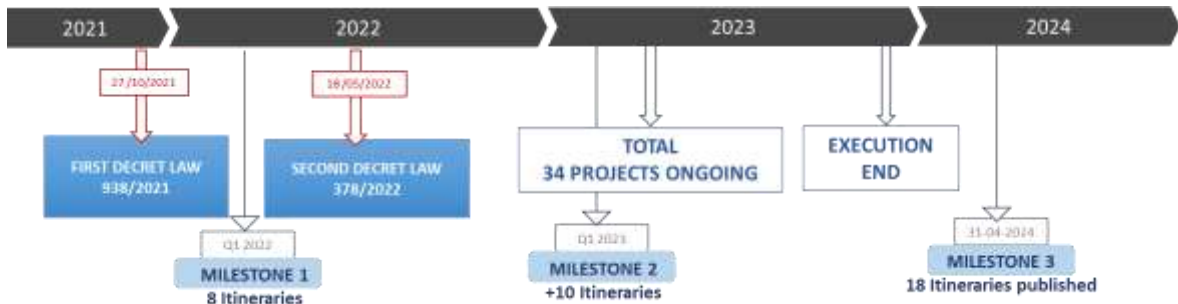 2021
2022
2023
2024
27/10/2021
18/05/2022
FIRST DECRET LAW
938/2021
SECOND DECRET LAW
378/2022
TOTAL
34 PROJECTS ONGOING
EXECUTION
END
Q1 2022
MILESTONE 1
8 Itineraries
Q1 2023
MILESTONE 2
+10 Itineraries
31-04-2024
MILESTONE 3
18 Itineraries published